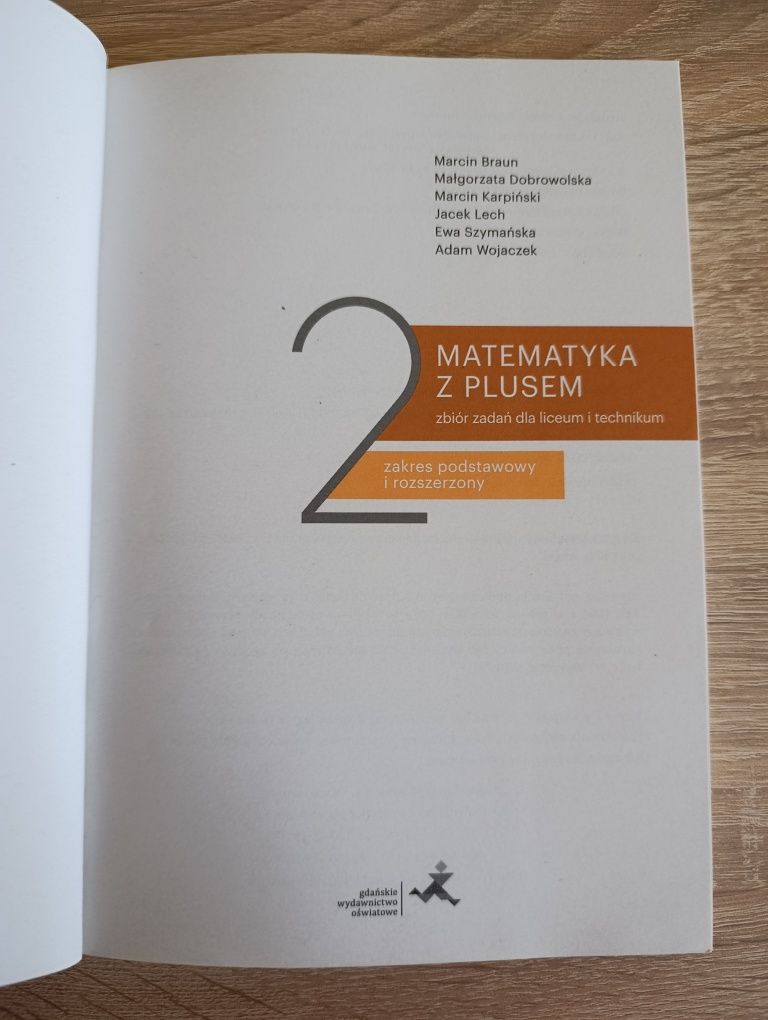 Marcin Braun
Małgorzata Dobrowolska
Marcin Karpiński
Jacek Lech
Ewa Szymańska
Adam Wojaczek
2
MATEMATYKA
Z PLUSEM
zbiór zadań dla liceum i technikum
zakres podstawowy
i rozszerzony
gdańskie
wydawnictwo
oświatowe